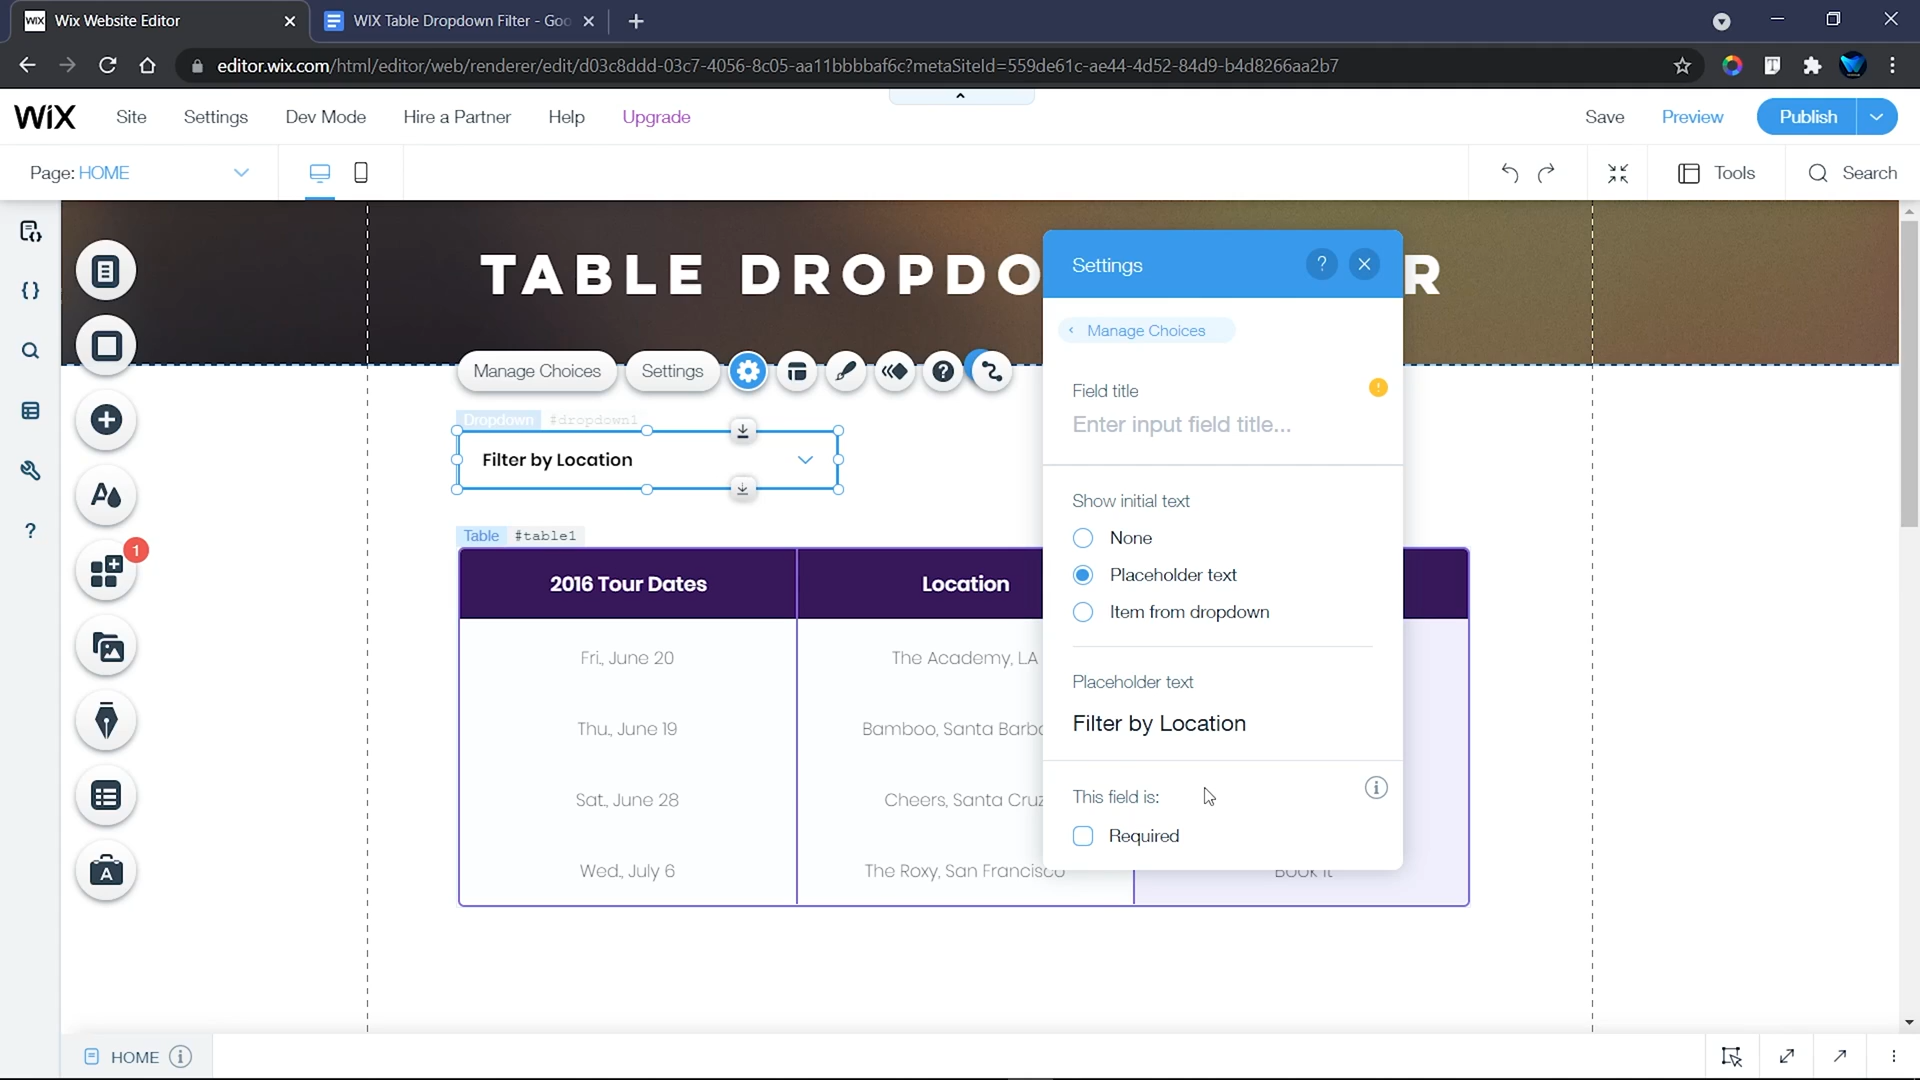 WiX Wix Website Editor
WIX Table Dropdown Filter - Goo
editor.wix.com/html/editor/web/renderer/edit/d03c8ddd-03c7-4056-8c05-aa11bbbbaf6c?metaSiteId=559de61c-ae44-4d52-84d9-b4d8266aa2b7
WiX Site Settings Dev Mode Hire a Partner Help Upgrade Save Preview Publish
Page: HOME Tools Search
TABLE DROPDO R
Settings ?
Manage Choices
Manage Choices Settings ?
Field title !
Enter input field title...
Dropdown #dropdown1
Filter by Location
Show initial text
None
Placeholder text
Item from dropdown
Table #table1
2016 Tour Dates Location
Fri., June 20 The Academy, LA
Placeholder text
Filter by Location
Thu., June 19 Bamboo, Santa Barb
This field is: i
Sat., June 28 Cheers, Santa Cruz
Required
Wed., July 6 The Roxy, San Francisco Book it
?
1
A
A
HOME i